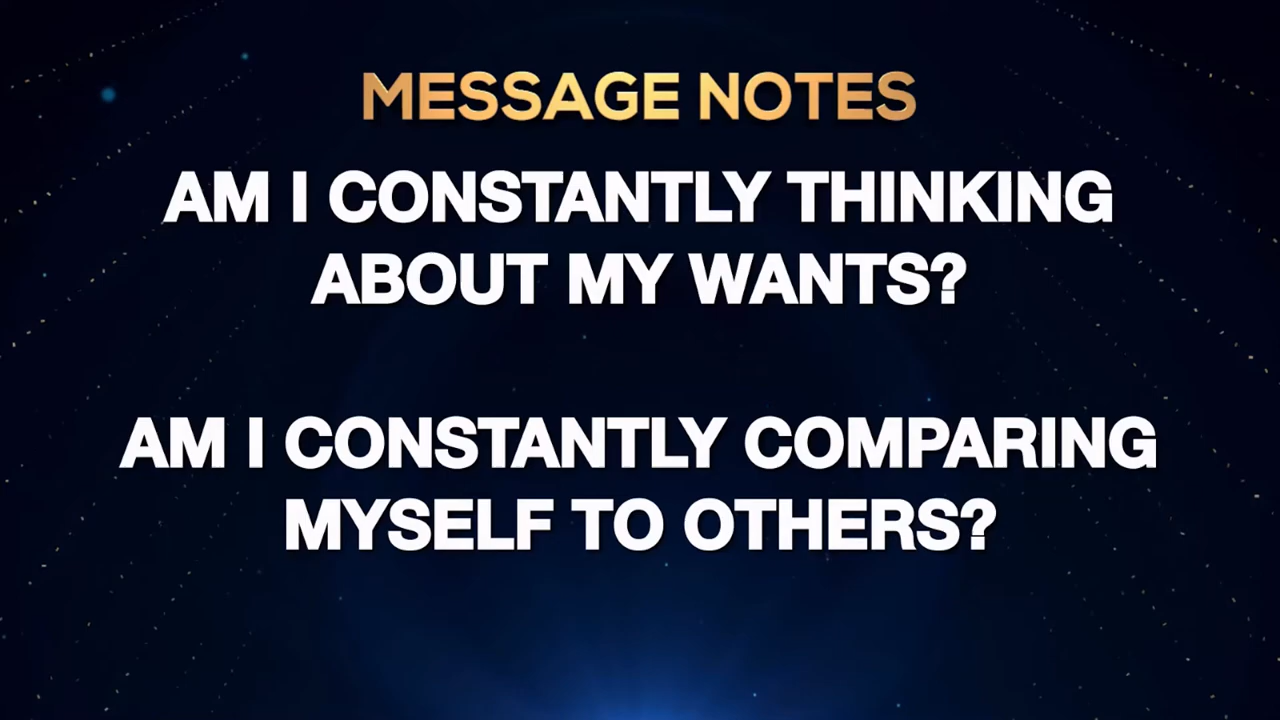 MESSAGE NOTES
AM I CONSTANTLY THINKING
ABOUT MY WANTS?
AM I CONSTANTLY COMPARING
MYSELF TO OTHERS?